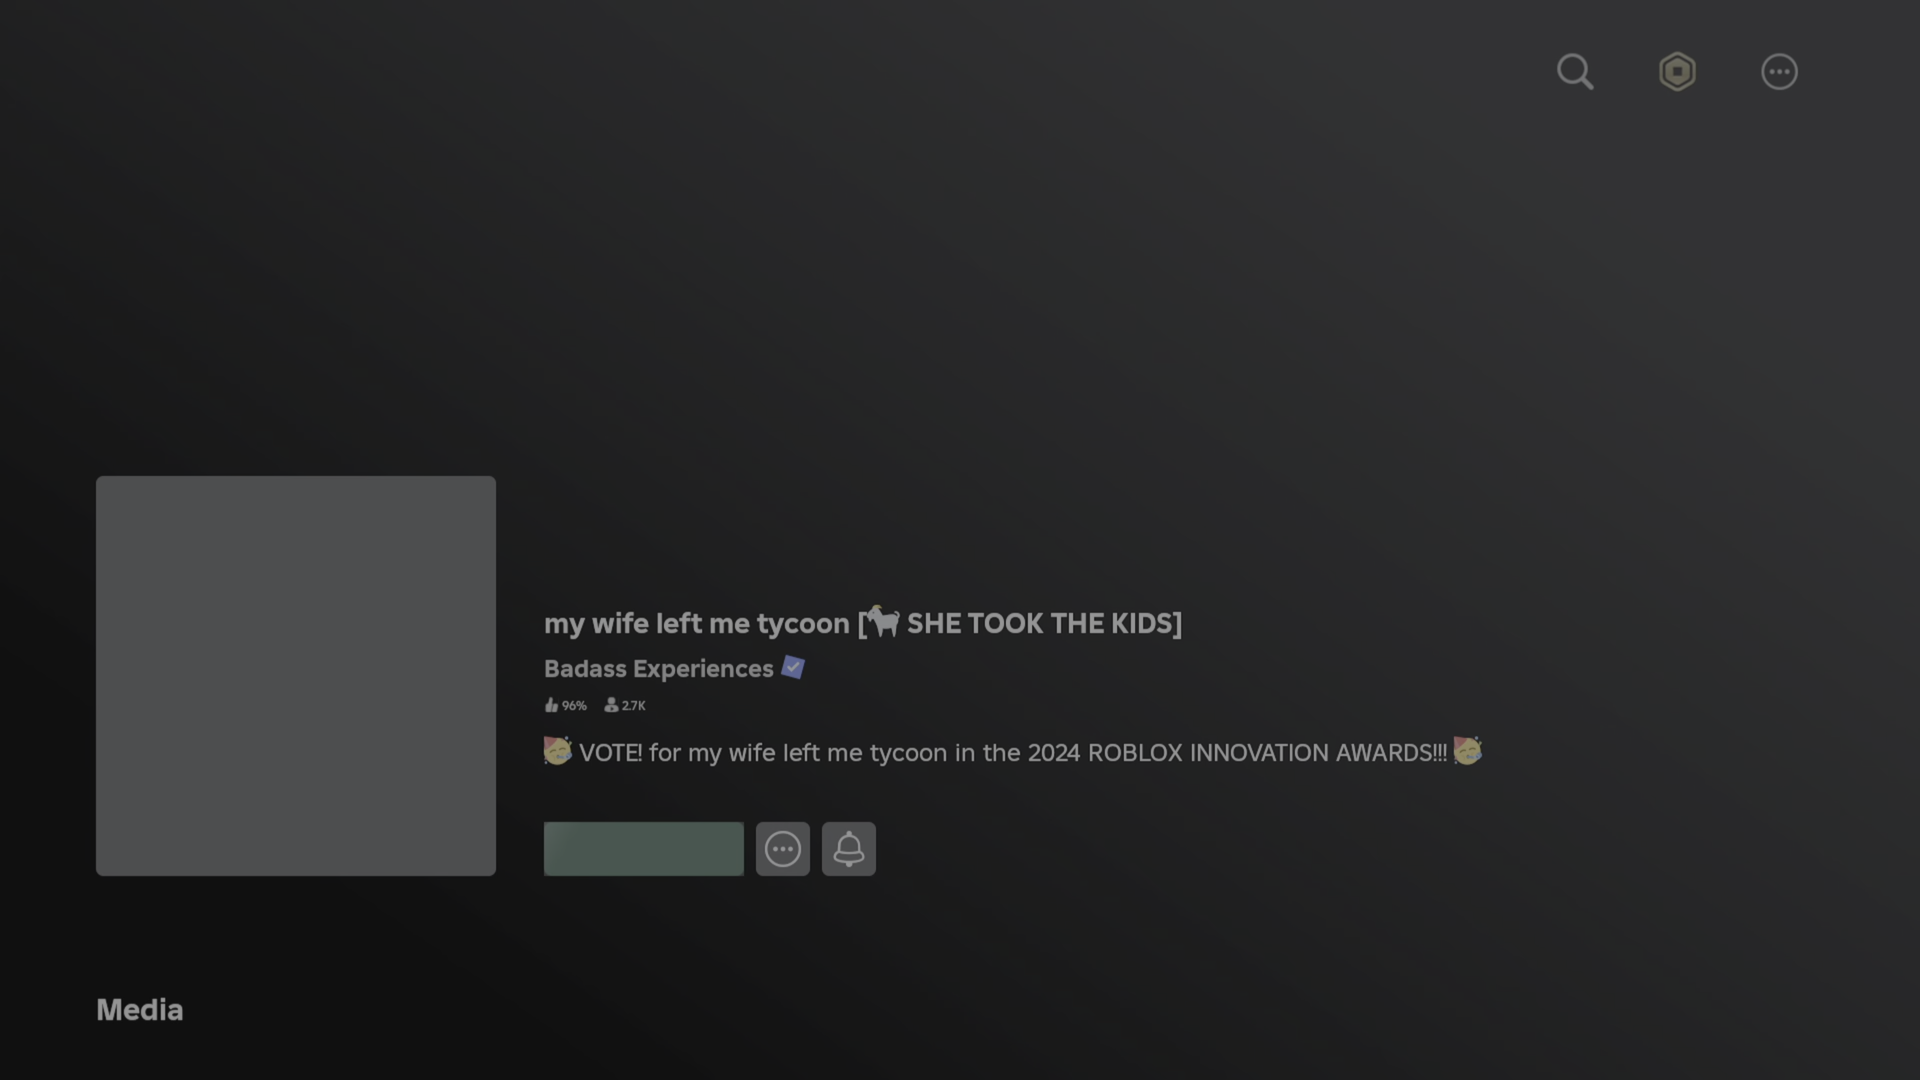 my wife left me tycoon [🐐 SHE TOOK THE KIDS]
Badass Experiences
96% 2.7K
🥳 VOTE! for my wife left me tycoon in the 2024 ROBLOX INNOVATION AWARDS!!! 🥳
Media